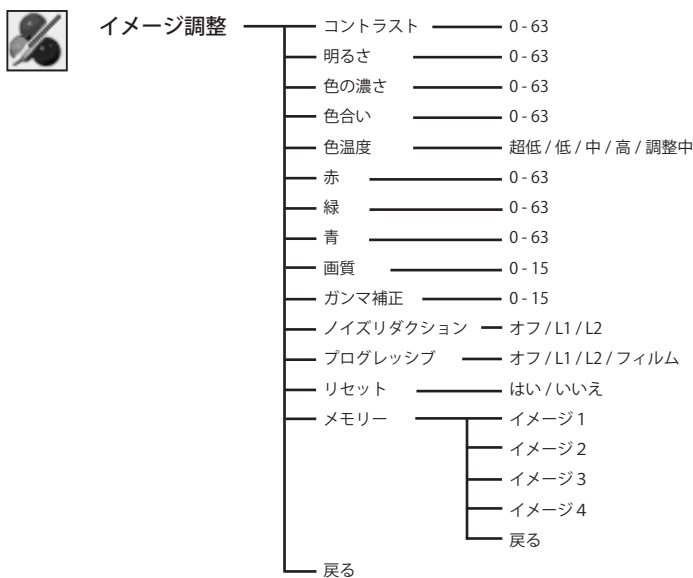 イメージ調整 コントラスト 0 - 63
明るさ 0 - 63
色の濃さ 0 - 63
色合い 0 - 63
色温度 超低 / 低 / 中 / 高 / 調整中
赤 0 - 63
緑 0 - 63
青 0 - 63
画質 0 - 15
ガンマ補正 0 - 15
ノイズリダクション オフ / L1 / L2
プログレッシブ オフ / L1 / L2 / フィルム
リセット はい / いいえ
メモリー イメージ 1
イメージ 2
イメージ 3
イメージ 4
戻る
戻る